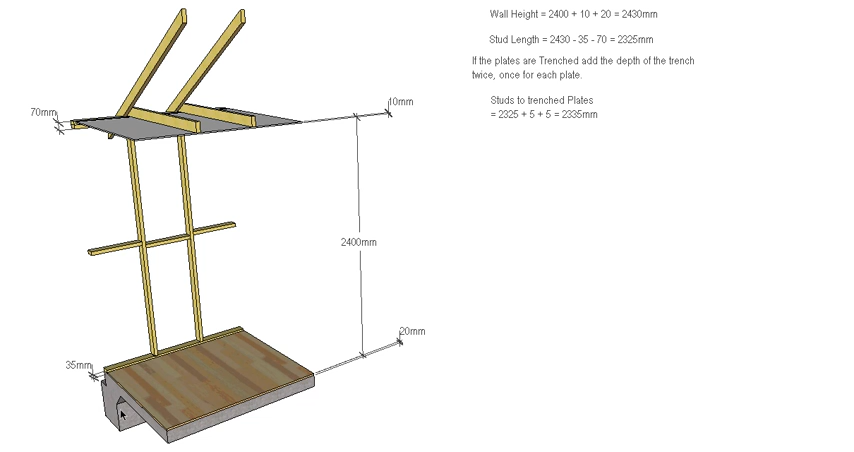 Wall Height = 2400 + 10 + 20 = 2430mm
Stud Length = 2430 - 35 - 70 = 2325mm
If the plates are Trenched add the depth of the trench
twice, once for each plate.
Studs to trenched Plates
= 2325 + 5 + 5 = 2335mm
10mm
70mm
2400mm
20mm
35mm